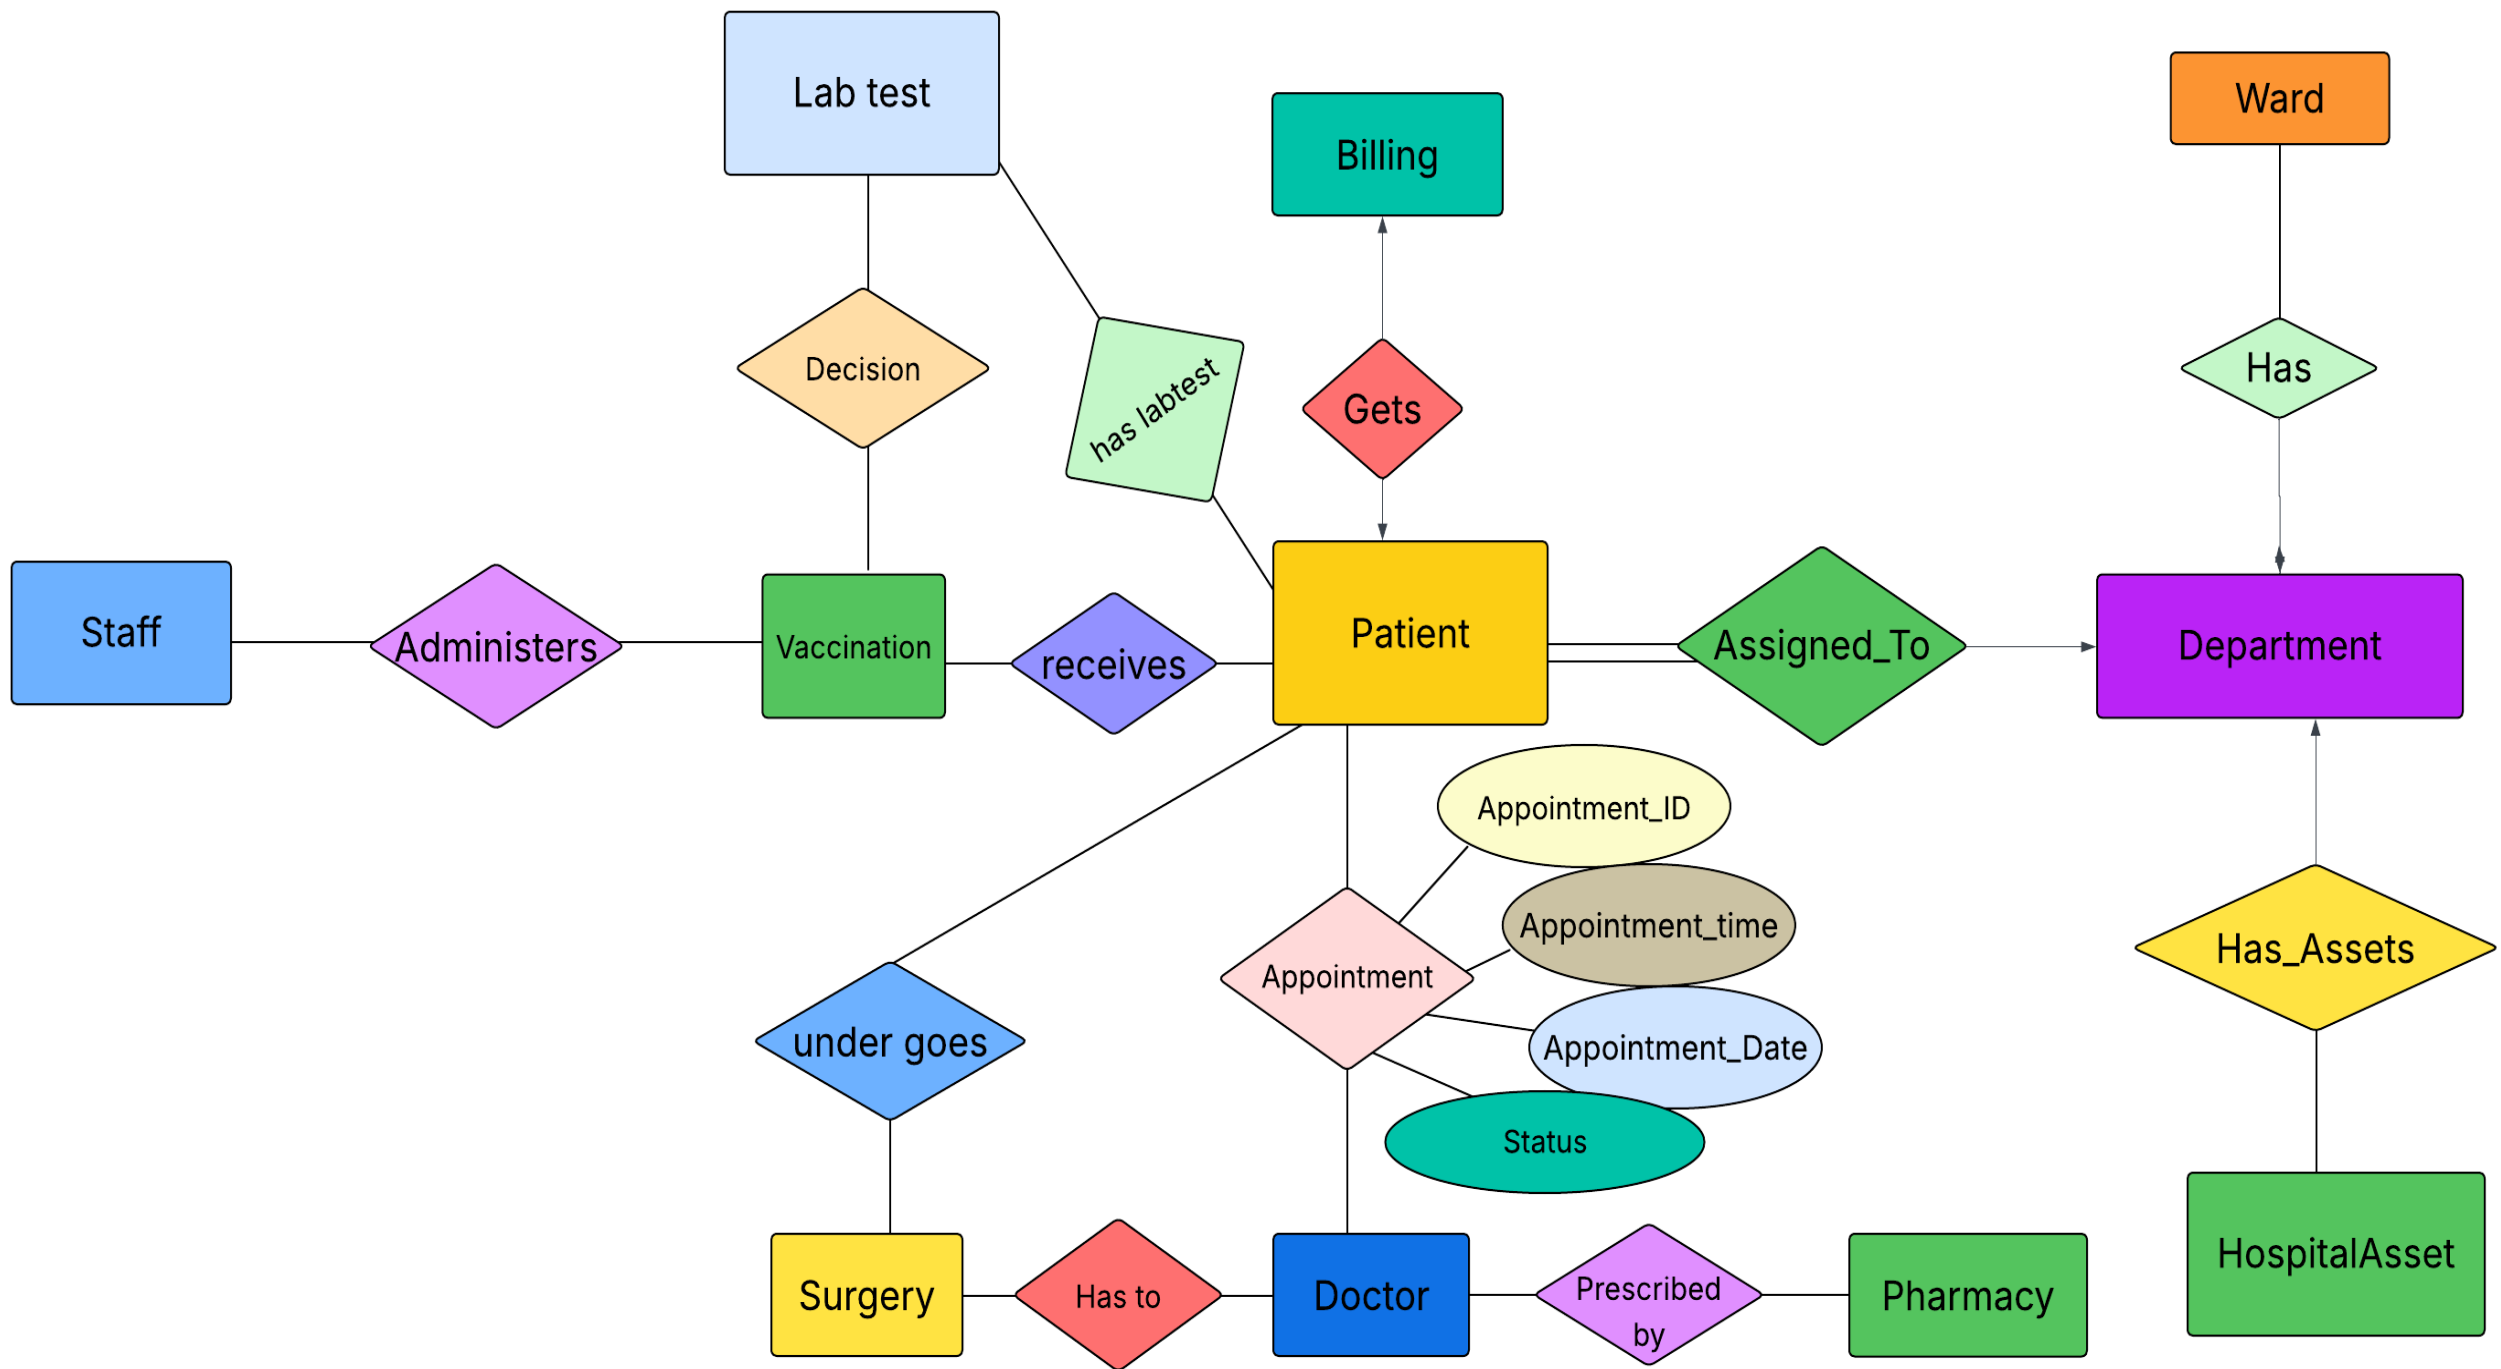 Lab test
Billing
Ward
Decision
has labtest
Gets
Has
Staff
Administers
Vaccination
receives
Patient
Assigned_To
Department
Appointment_ID
Appointment_time
Appointment
Appointment_Date
Status
under goes
Has_Assets
HospitalAsset
Surgery
Has to
Doctor
Prescribed
by
Pharmacy